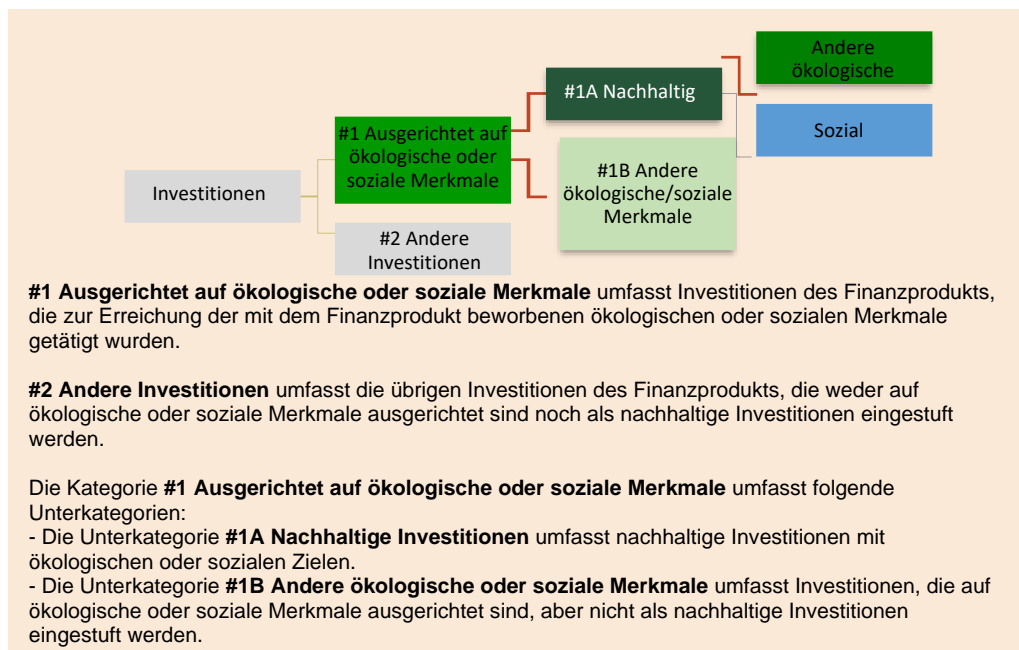 Andere
ökologische
#1A Nachhaltig
Sozial
#1 Ausgerichtet auf
ökologische oder
soziale Merkmale
#1B Andere
ökologische/soziale
Merkmale
Investitionen
#2 Andere
Investitionen
#1 Ausgerichtet auf ökologische oder soziale Merkmale umfasst Investitionen des Finanzprodukts,
die zur Erreichung der mit dem Finanzprodukt beworbenen ökologischen oder sozialen Merkmale
getätigt wurden.
#2 Andere Investitionen umfasst die übrigen Investitionen des Finanzprodukts, die weder auf
ökologische oder soziale Merkmale ausgerichtet sind noch als nachhaltige Investitionen eingestuft
werden.
Die Kategorie #1 Ausgerichtet auf ökologische oder soziale Merkmale umfasst folgende
Unterkategorien:
- Die Unterkategorie #1A Nachhaltige Investitionen umfasst nachhaltige Investitionen mit
ökologischen oder sozialen Zielen.
- Die Unterkategorie #1B Andere ökologische oder soziale Merkmale umfasst Investitionen, die auf
ökologische oder soziale Merkmale ausgerichtet sind, aber nicht als nachhaltige Investitionen
eingestuft werden.